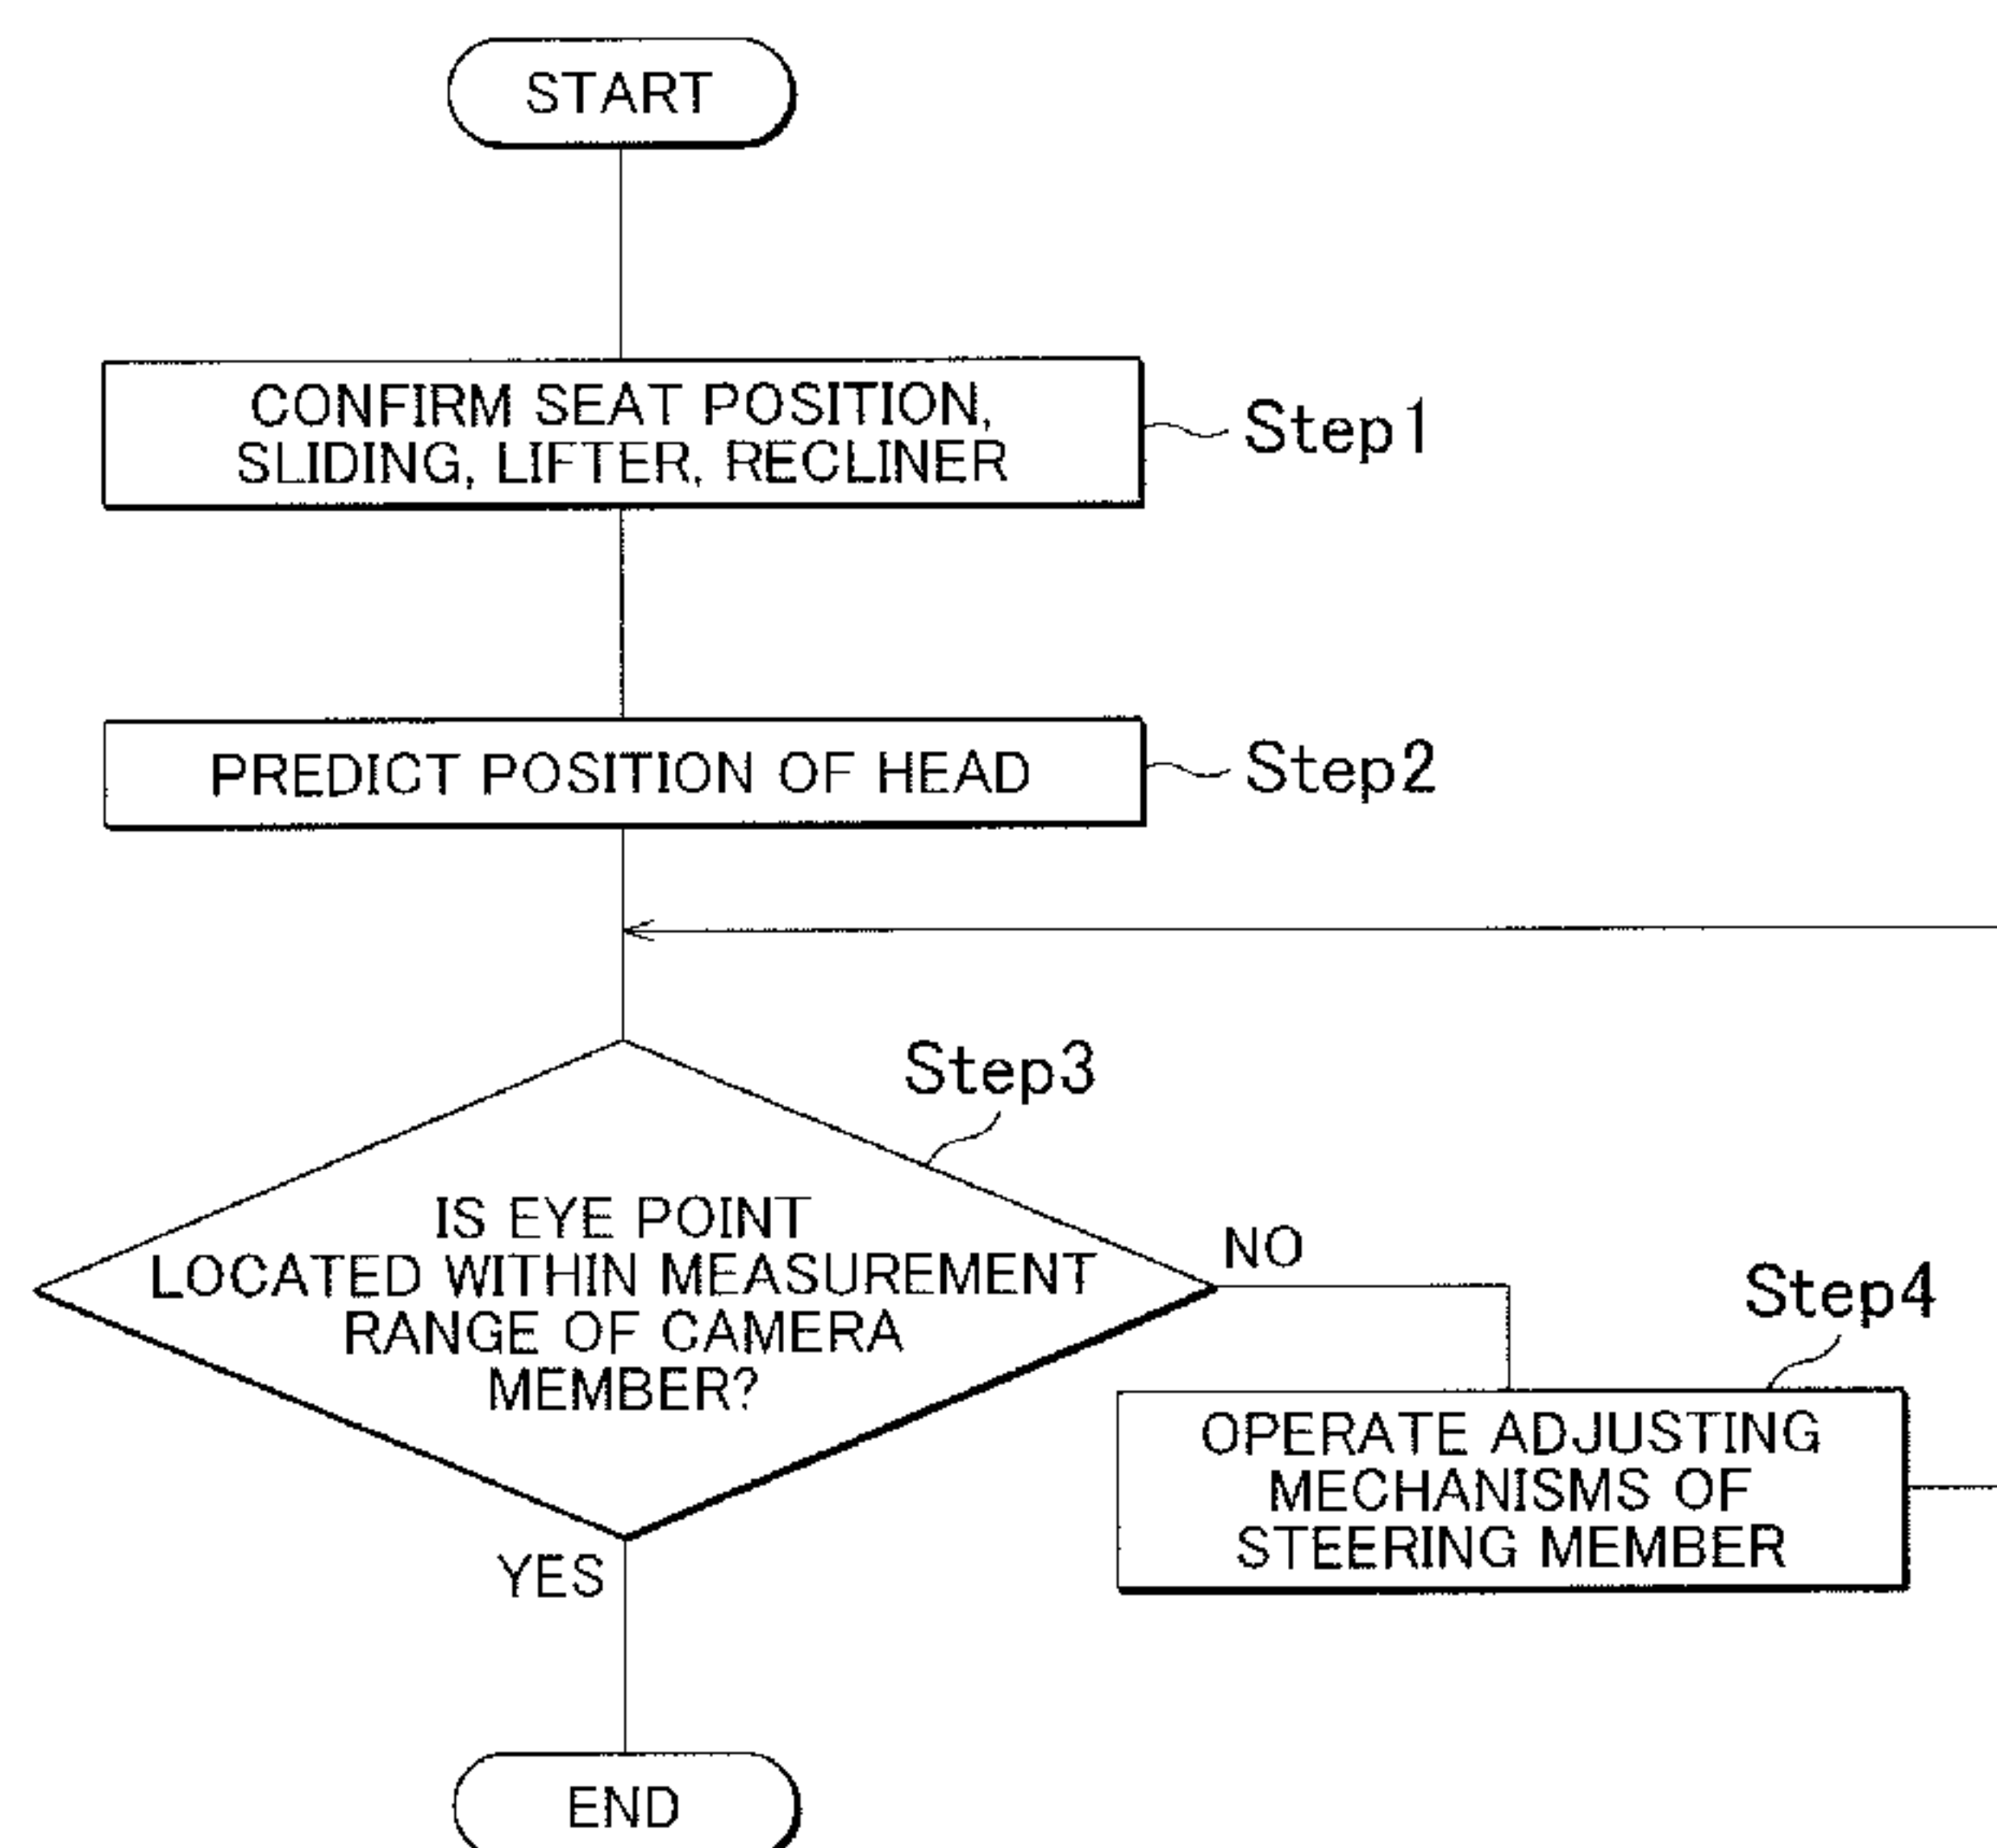 START
CONFIRM SEAT POSITION,
SLIDING, LIFTER, RECLINER
Step1
PREDICT POSITION OF HEAD
Step2
Step3
IS EYE POINT
LOCATED WITHIN MEASUREMENT
RANGE OF CAMERA
MEMBER?
NO
Step4
OPERATE ADJUSTING
MECHANISMS OF
STEERING MEMBER
YES
END